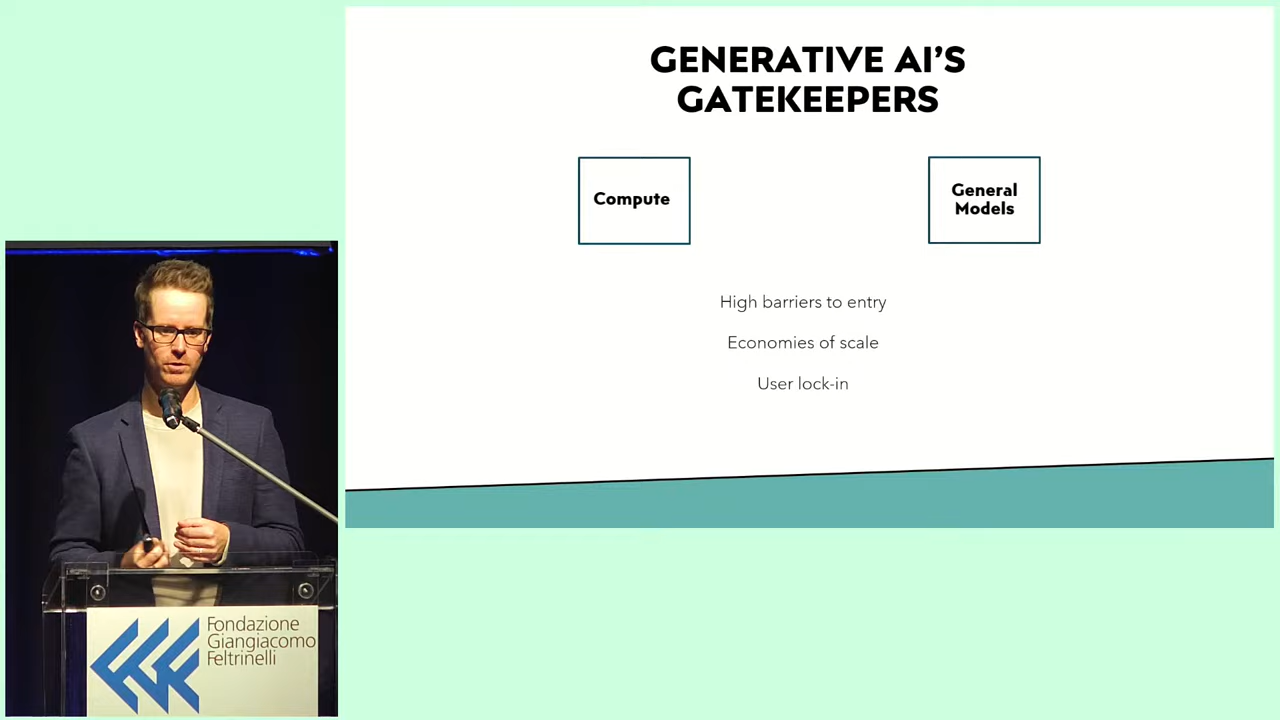 GENERATIVE AI'S
GATEKEEPERS
Compute
General
Models
High barriers to entry
Economies of scale
User lock-in
Fondazione
Giangiacomo
Feltrinelli